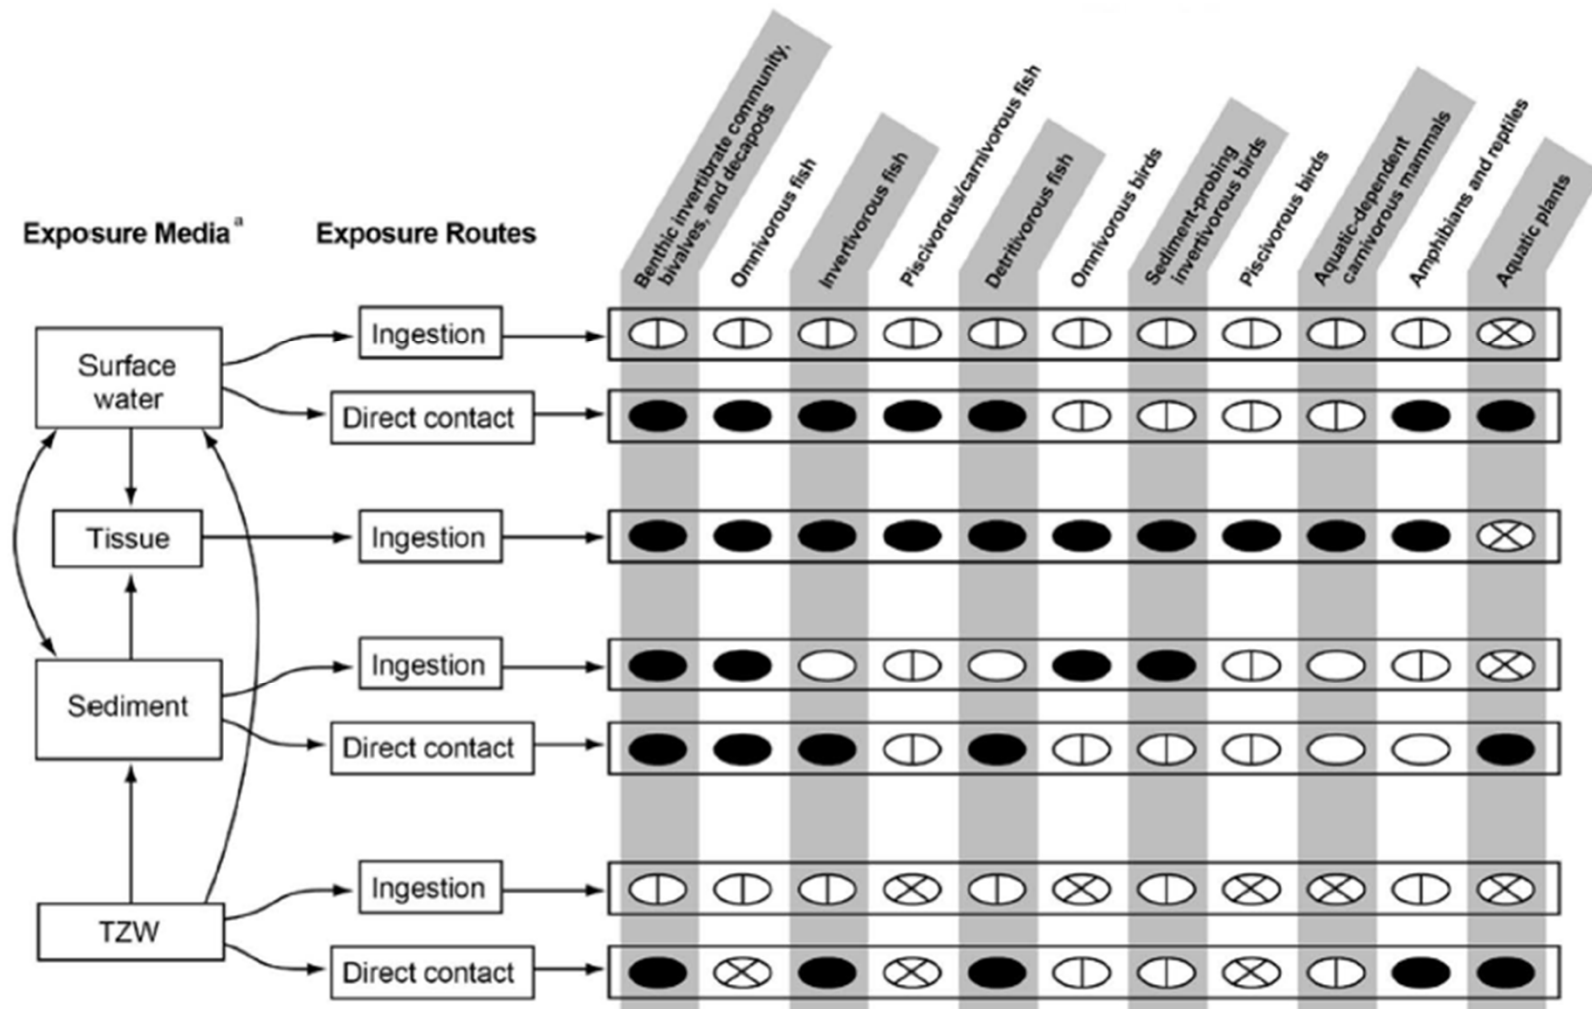 Benthic invertibrate community,
bivalves, and decapods
Omnivorous fish
Invertivorous fish
Piscivorous/carnivorous fish
Detritivorous fish
Omnivorous birds
Sediment-probing
invertivorous birds
Piscivorous birds
Aquatic-dependent
carnivorous mammals
Amphibians and reptiles
Aquatic plants
Exposure Media a
Exposure Routes
Surface
water
Ingestion
Direct contact
Tissue
Ingestion
Sediment
Ingestion
Direct contact
TZW
Ingestion
Direct contact